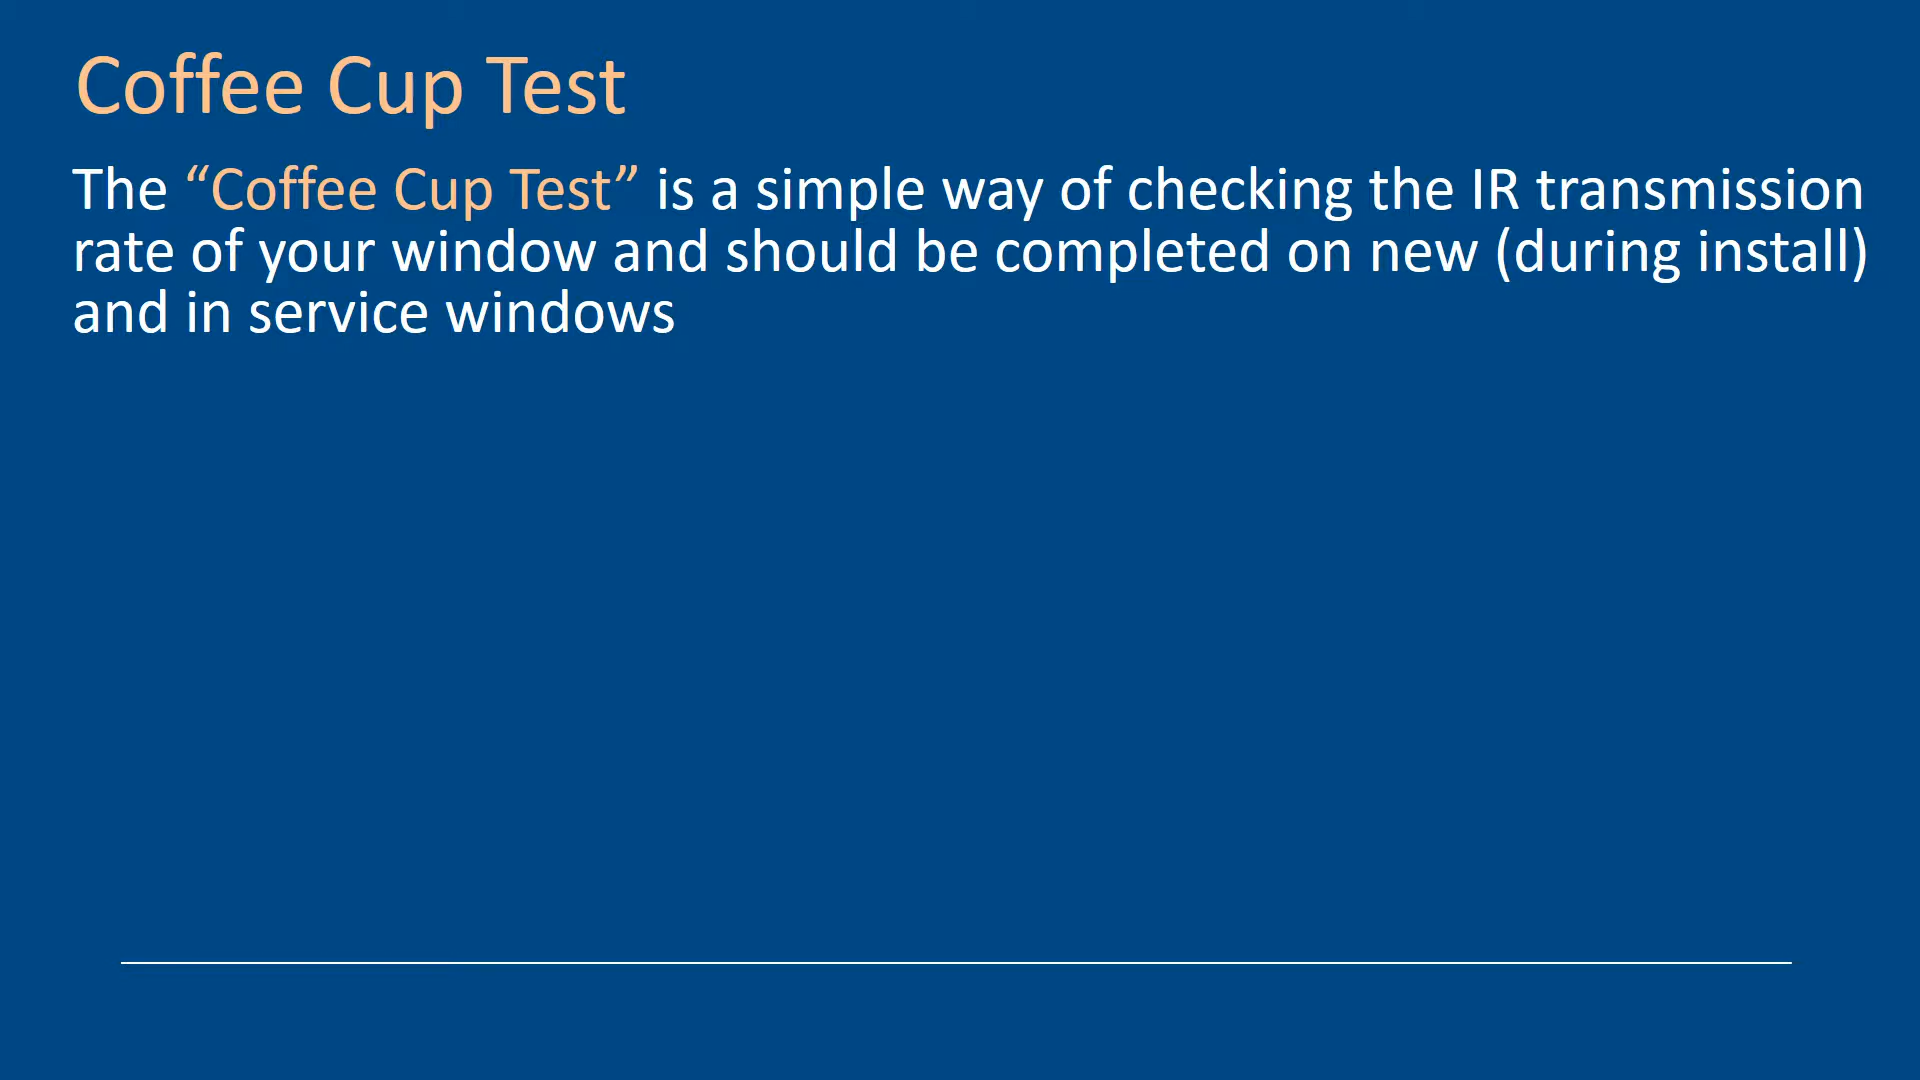 Coffee Cup Test
The “Coffee Cup Test” is a simple way of checking the IR transmission
rate of your window and should be completed on new (during install)
and in service windows